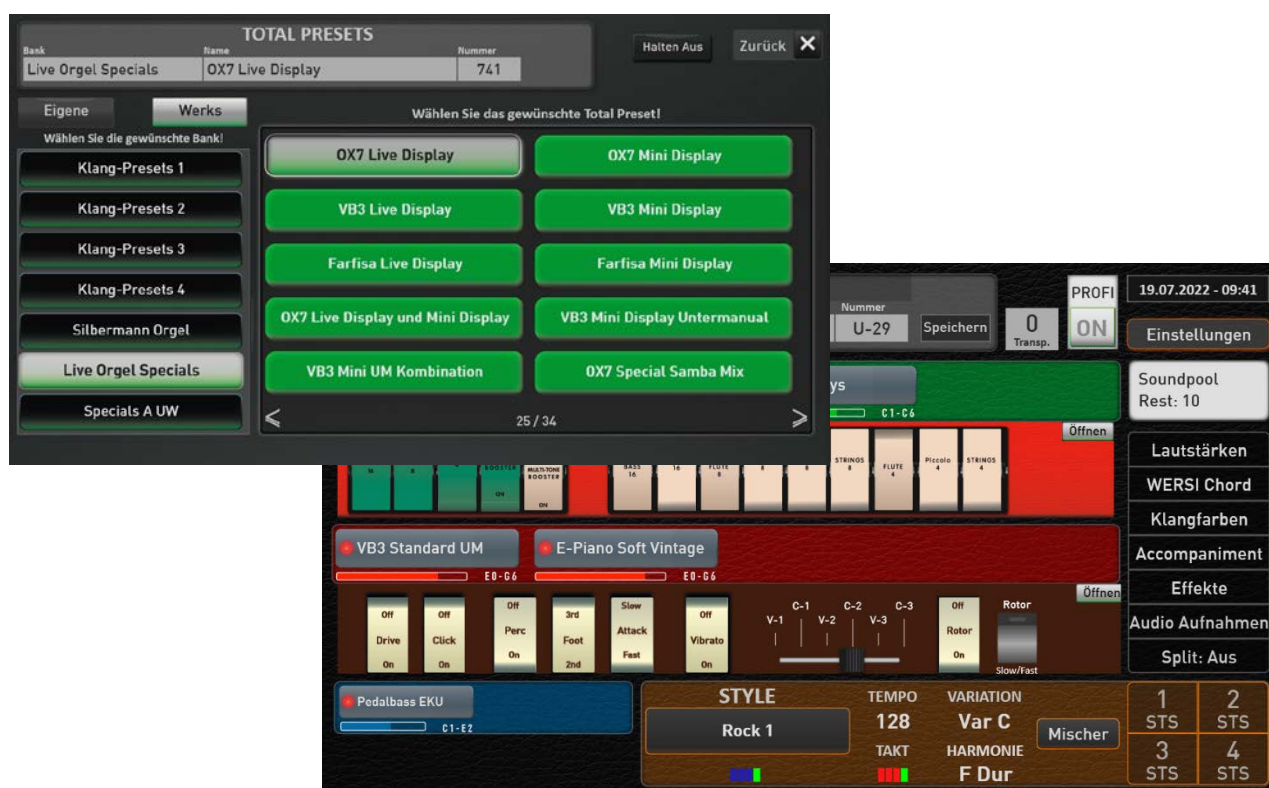 TOTAL PRESETS
Bank Name Nummer
Live Orgel Specials OX7 Live Display 741
Halten Aus
Zurück
Eigene Werks
Wählen Sie das gewünschte Total Preset!
Wählen Sie die gewünschte Bank!
Klang-Presets 1
Klang-Presets 2
Klang-Presets 3
Klang-Presets 4
Silbermann Orgel
Live Orgel Specials
Specials A UW
OX7 Live Display OX7 Mini Display
VB3 Live Display VB3 Mini Display
Farfisa Live Display Farfisa Mini Display
OX7 Live Display und Mini Display VB3 Mini Display Untermanual
VB3 Mini UM Kombination OX7 Special Samba Mix
25 / 34
Nummer
U-29
Speichern
0
Transp.
PROFI
ON
19.07.2022 - 09:41
Einstellungen
Soundpool
Rest: 10
ys
C1-C6
Öffnen
16
8
BOOSTER
ON
MULTI-TONE
BOOSTER
ON
BASS
16
16
FLUTE
8
8
8
STRINGS
8
FLUTE
4
Piccolo
4
STRINGS
4
Lautstärken
WERSI Chord
Klangfarben
Accompaniment
Effekte
Audio Aufnahmen
Split: Aus
VB3 Standard UM E-Piano Soft Vintage
E0-G6 E0-G6
Öffnen
Off
Drive
On
Off
Click
On
Off
Perc
On
3rd
Foot
2nd
Slow
Attack
Fast
Off
Vibrato
On
C-1 C-2 C-3
V-1 V-2 V-3
Off
Rotor
On
Rotor
Slow/Fast
Pedalbass EKU
C1-E2
STYLE
Rock 1
TEMPO
128
TAKT
VARIATION
Var C
HARMONIE
F Dur
Mischer
1
STS
2
STS
3
STS
4
STS